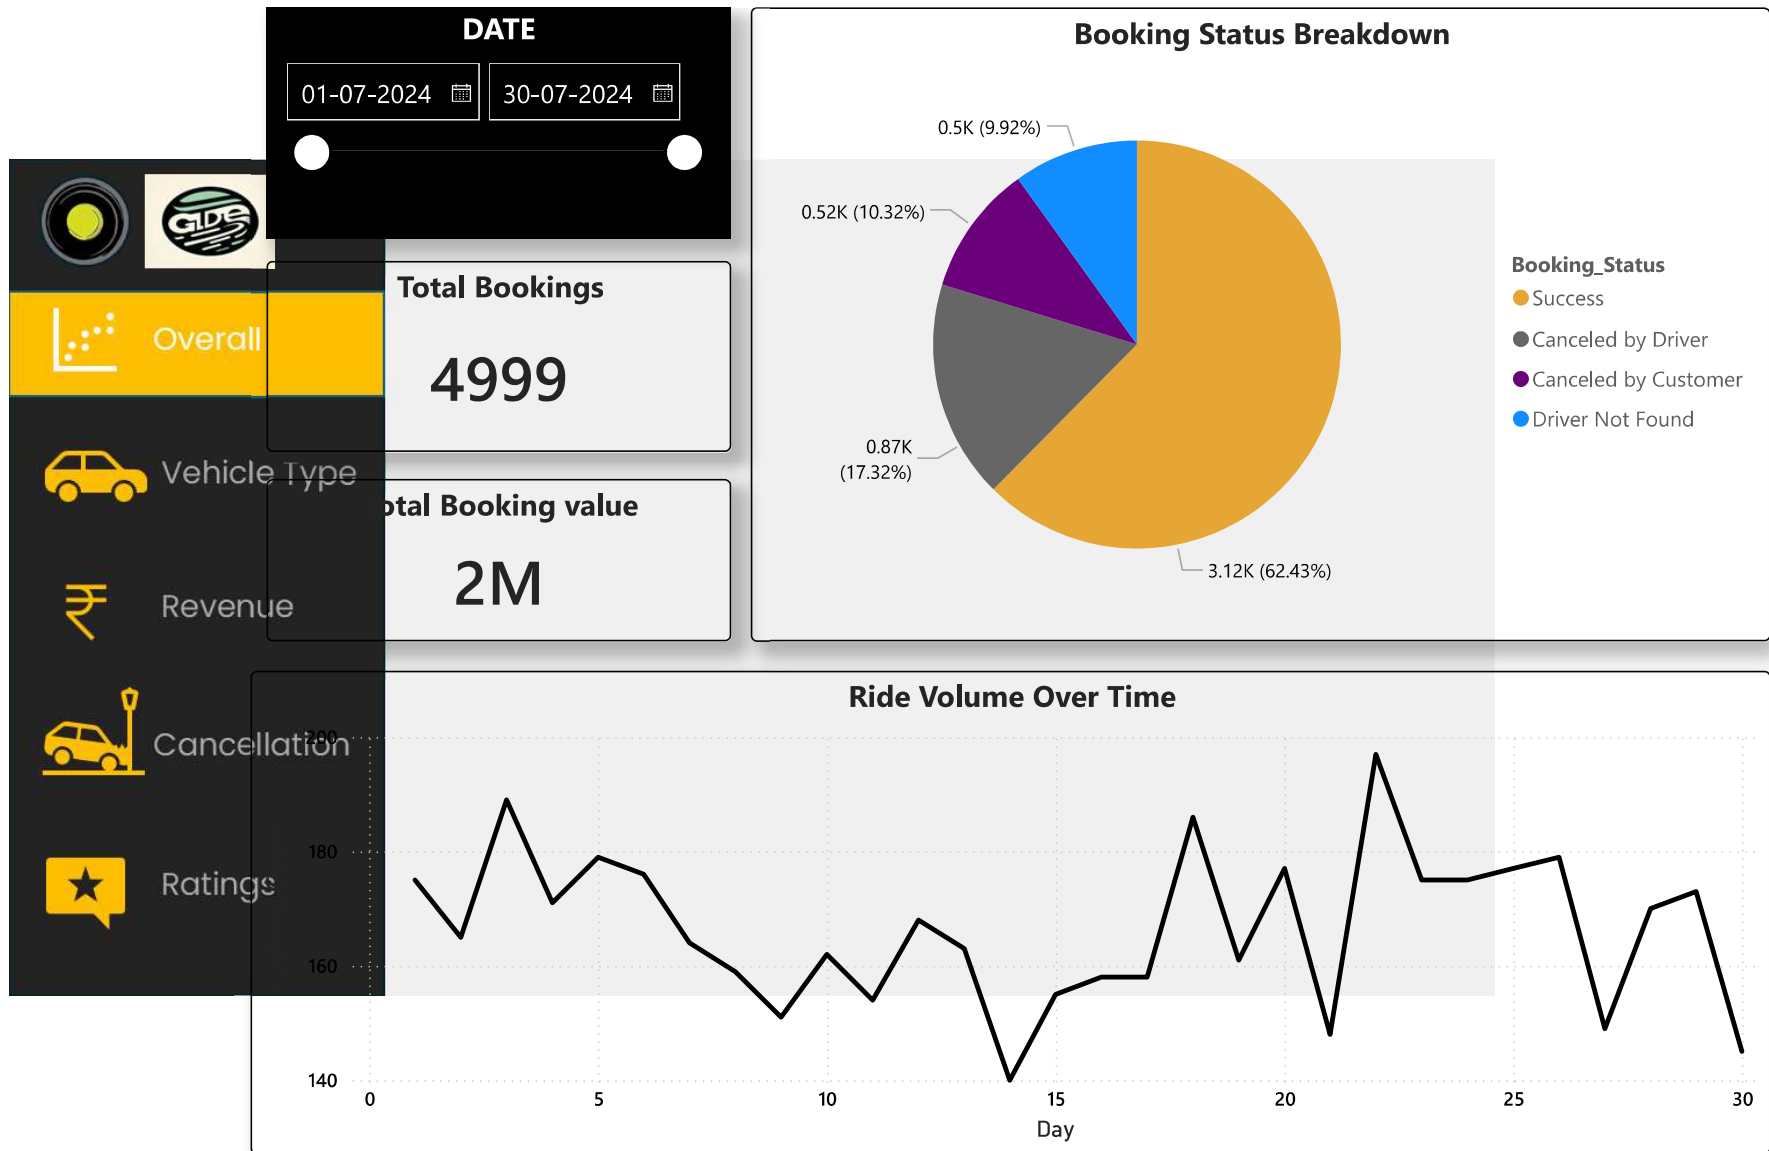 DATE
01-07-2024
30-07-2024
GLDS
Overall
Vehicle Type
Revenue
Cancellation
Ratings
Total Bookings
4999
otal Booking value
2M
Booking Status Breakdown
0.5K (9.92%)
0.52K (10.32%)
0.87K
(17.32%)
3.12K (62.43%)
Booking_Status
Success
Canceled by Driver
Canceled by Customer
Driver Not Found
Ride Volume Over Time
200
180
160
140
0
5
10
15
20
25
30
Day